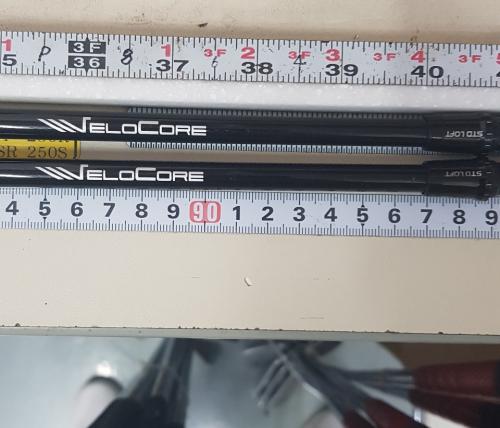 1 3F 1 3F 2 3F 3 3F 4 3F
5 36 37 38 39 40
VELOCORE STD LOFT
SR 250S
VELOCORE STD LOFT
4 5 6 7 8 9 90 1 2 3 4 5 6 7 8 9